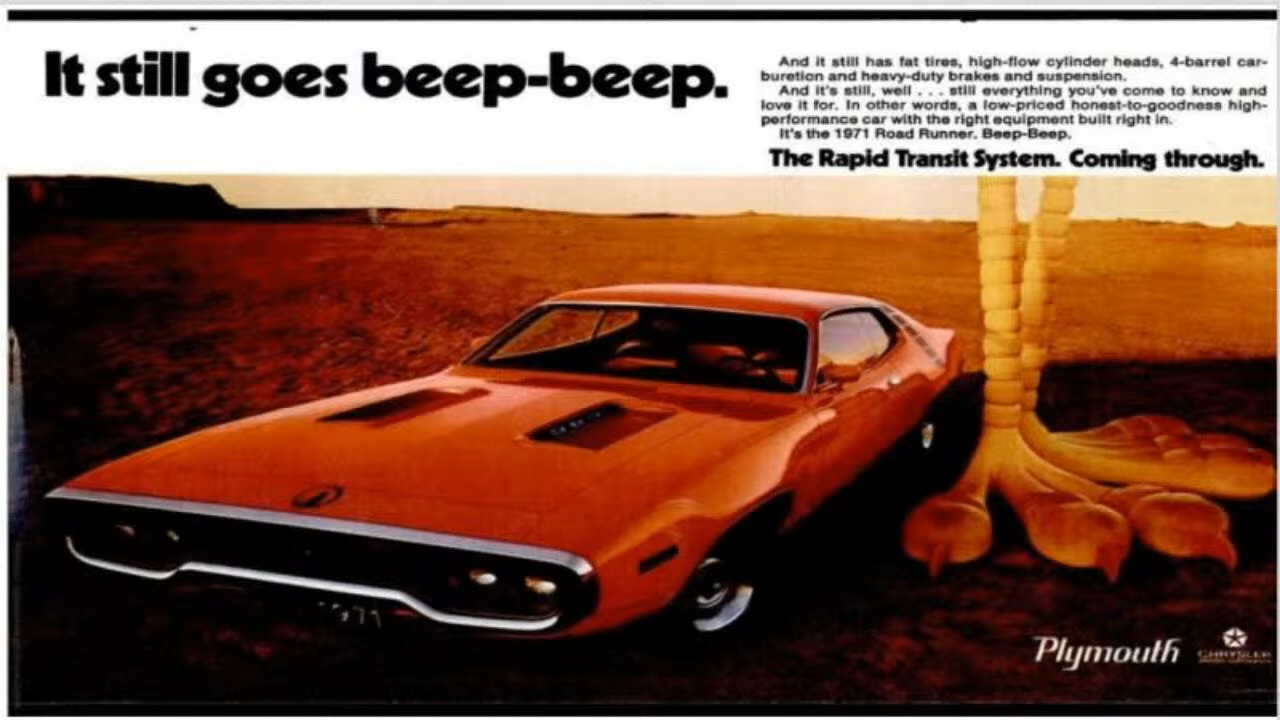 It still goes beep-beep.
And it still has fat tires, high-flow cylinder heads, 4-barrel car-
buretion and heavy-duty brakes and suspension.
And it's still, well . . . still everything you've come to know and
love it for. In other words, a low-priced honest-to-goodness high-
performance car with the right equipment built right in.
It's the 1971 Road Runner. Beep-Beep.
The Rapid Transit System. Coming through.
Plymouth
CHRYSLER